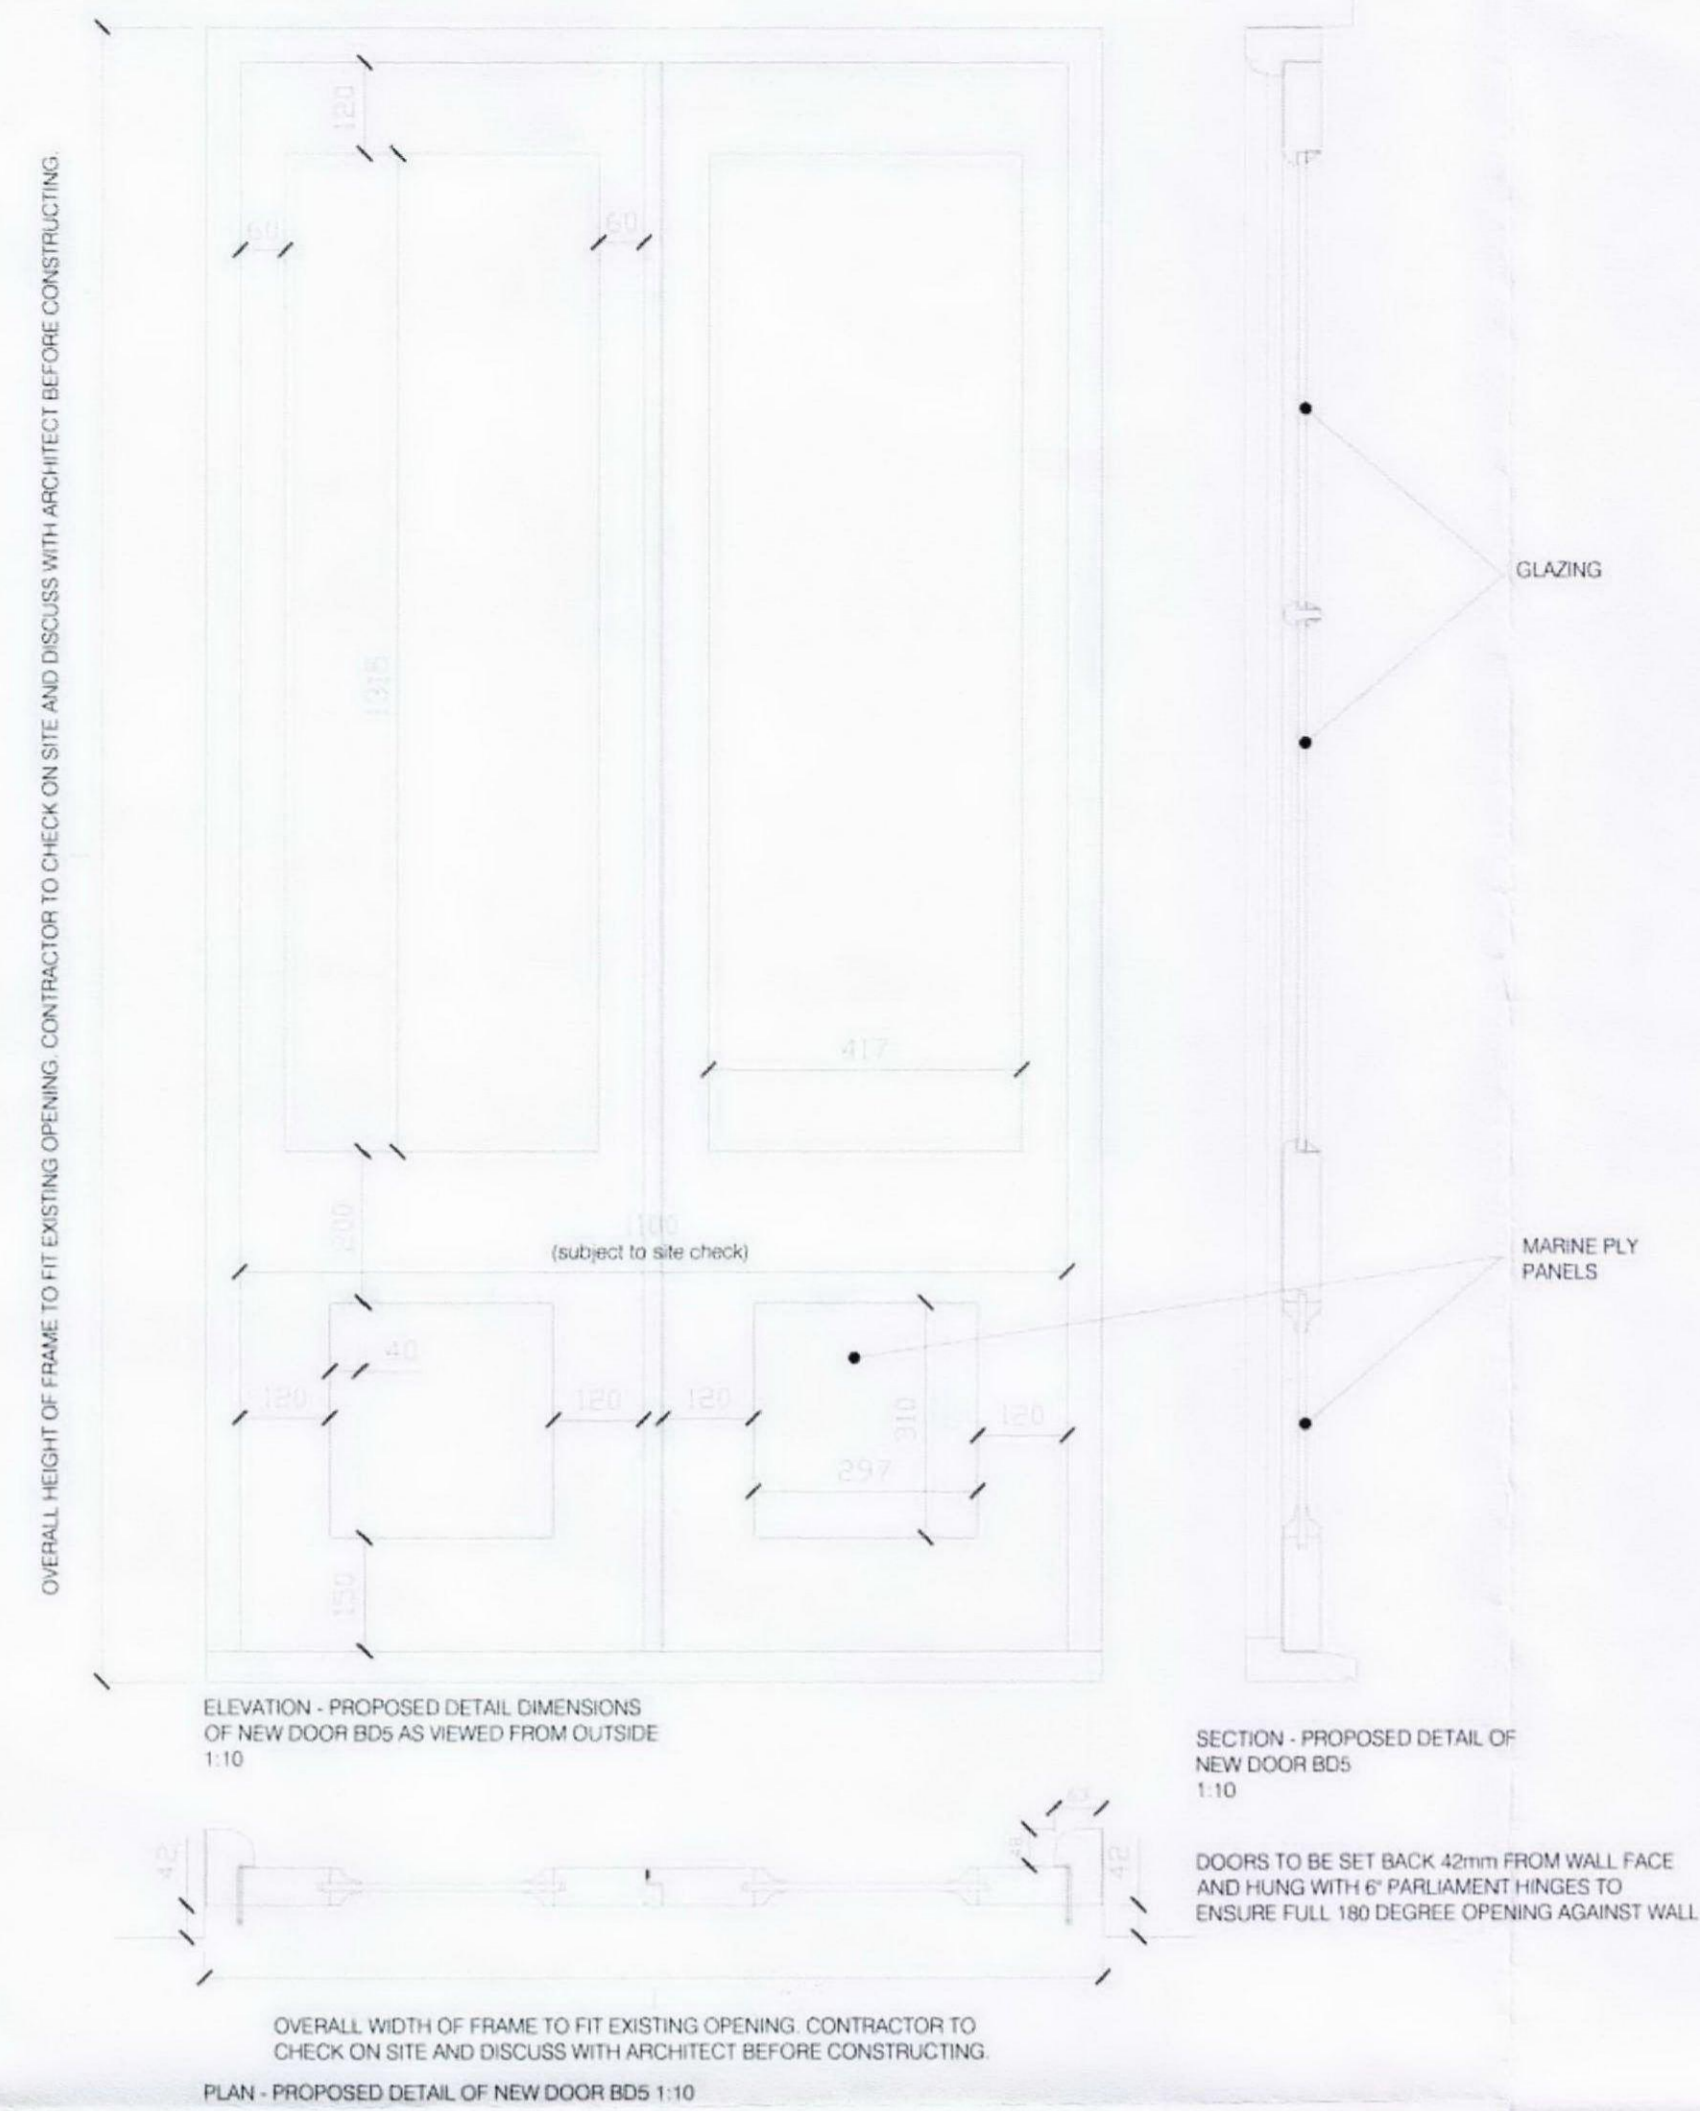 OVERALL HEIGHT OF FRAME TO FIT EXISTING OPENING. CONTRACTOR TO CHECK ON SITE AND DISCUSS WITH ARCHITECT BEFORE CONSTRUCTING.
120
60
60
1315
GLAZING
417
200
1100
(subject to site check)
MARINE PLY
PANELS
40
120
120
120
310
120
297
150
ELEVATION - PROPOSED DETAIL DIMENSIONS
OF NEW DOOR BD5 AS VIEWED FROM OUTSIDE
1:10
SECTION - PROPOSED DETAIL OF
NEW DOOR BD5
1:10
42
42
DOORS TO BE SET BACK 42mm FROM WALL FACE
AND HUNG WITH 6" PARLIAMENT HINGES TO
ENSURE FULL 180 DEGREE OPENING AGAINST WALL
OVERALL WIDTH OF FRAME TO FIT EXISTING OPENING. CONTRACTOR TO
CHECK ON SITE AND DISCUSS WITH ARCHITECT BEFORE CONSTRUCTING.
PLAN - PROPOSED DETAIL OF NEW DOOR BD5 1:10